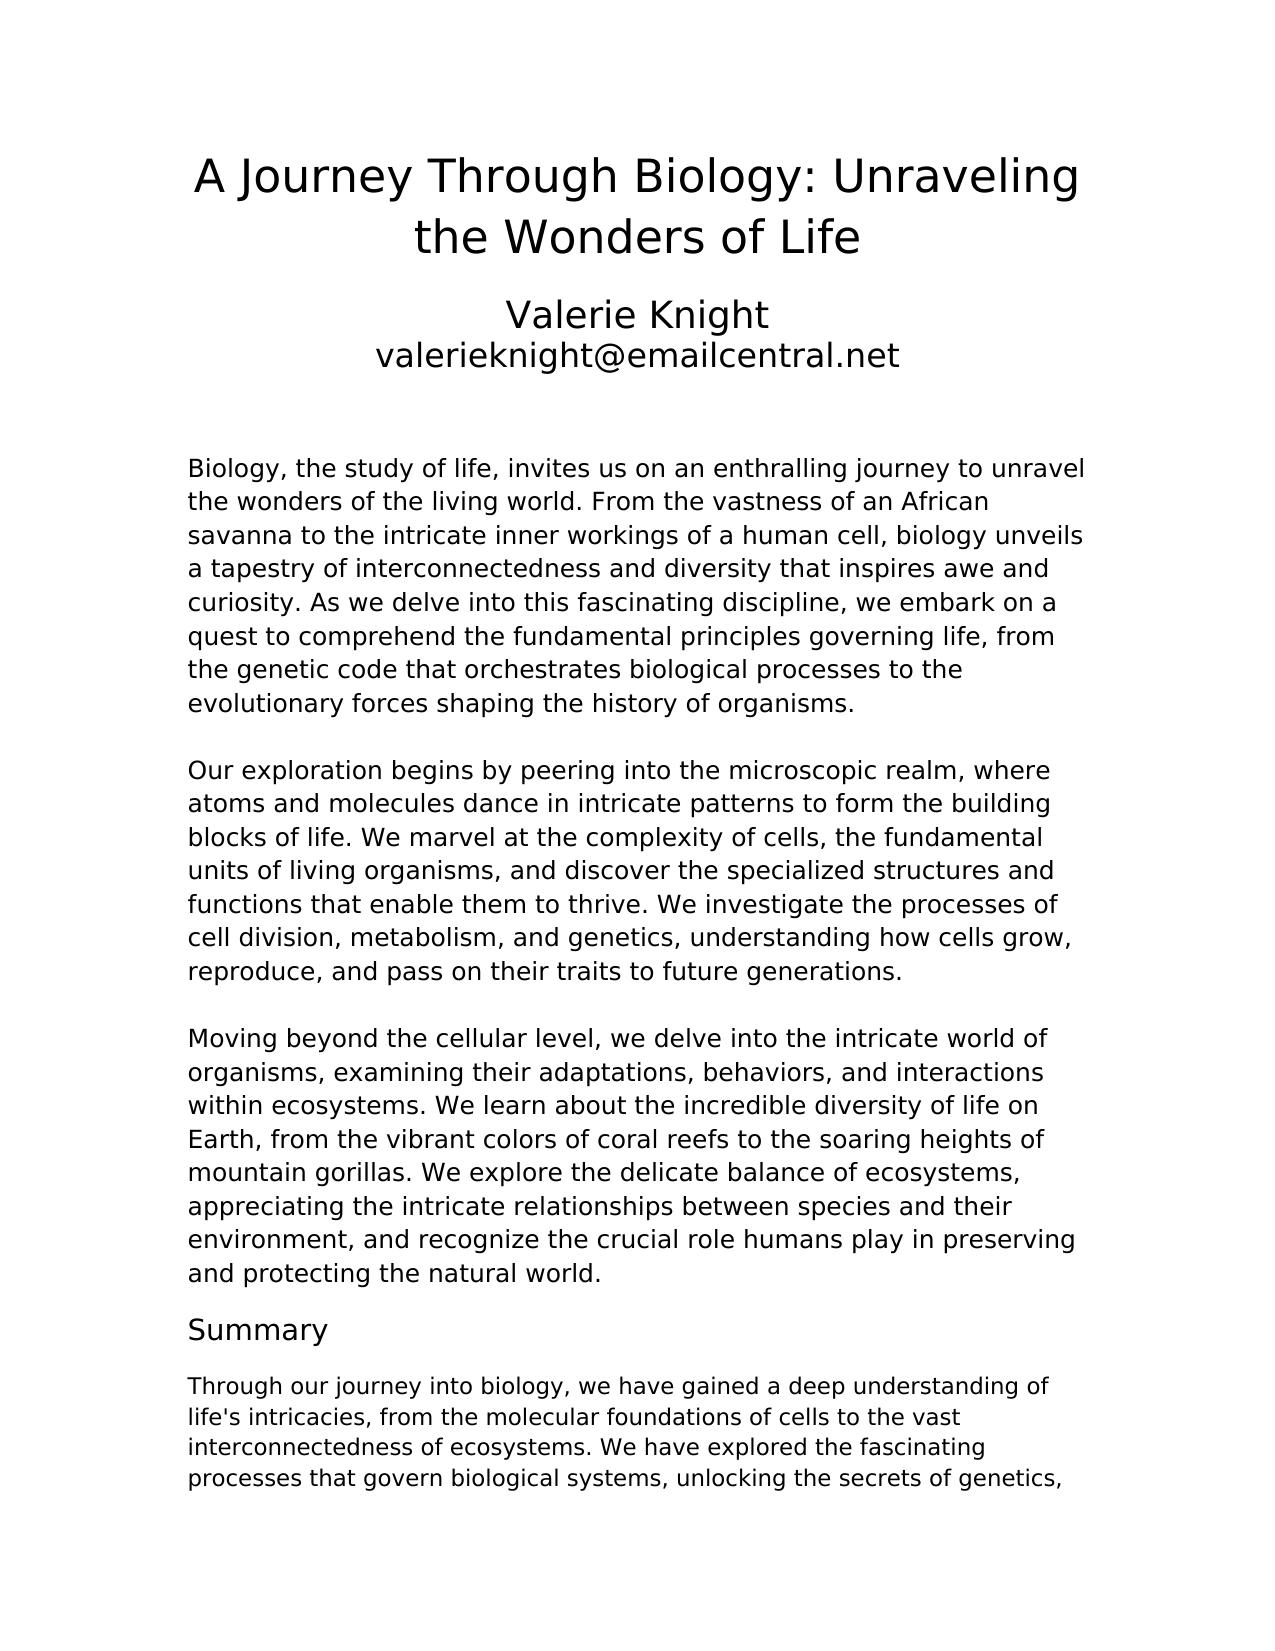 A Journey Through Biology: Unraveling
the Wonders of Life
Valerie Knight
valerieknight@emailcentral.net
Biology, the study of life, invites us on an enthralling journey to unravel
the wonders of the living world. From the vastness of an African
savanna to the intricate inner workings of a human cell, biology unveils
a tapestry of interconnectedness and diversity that inspires awe and
curiosity. As we delve into this fascinating discipline, we embark on a
quest to comprehend the fundamental principles governing life, from
the genetic code that orchestrates biological processes to the
evolutionary forces shaping the history of organisms.
Our exploration begins by peering into the microscopic realm, where
atoms and molecules dance in intricate patterns to form the building
blocks of life. We marvel at the complexity of cells, the fundamental
units of living organisms, and discover the specialized structures and
functions that enable them to thrive. We investigate the processes of
cell division, metabolism, and genetics, understanding how cells grow,
reproduce, and pass on their traits to future generations.
Moving beyond the cellular level, we delve into the intricate world of
organisms, examining their adaptations, behaviors, and interactions
within ecosystems. We learn about the incredible diversity of life on
Earth, from the vibrant colors of coral reefs to the soaring heights of
mountain gorillas. We explore the delicate balance of ecosystems,
appreciating the intricate relationships between species and their
environment, and recognize the crucial role humans play in preserving
and protecting the natural world.
Summary
Through our journey into biology, we have gained a deep understanding of
life's intricacies, from the molecular foundations of cells to the vast
interconnectedness of ecosystems. We have explored the fascinating
processes that govern biological systems, unlocking the secrets of genetics,